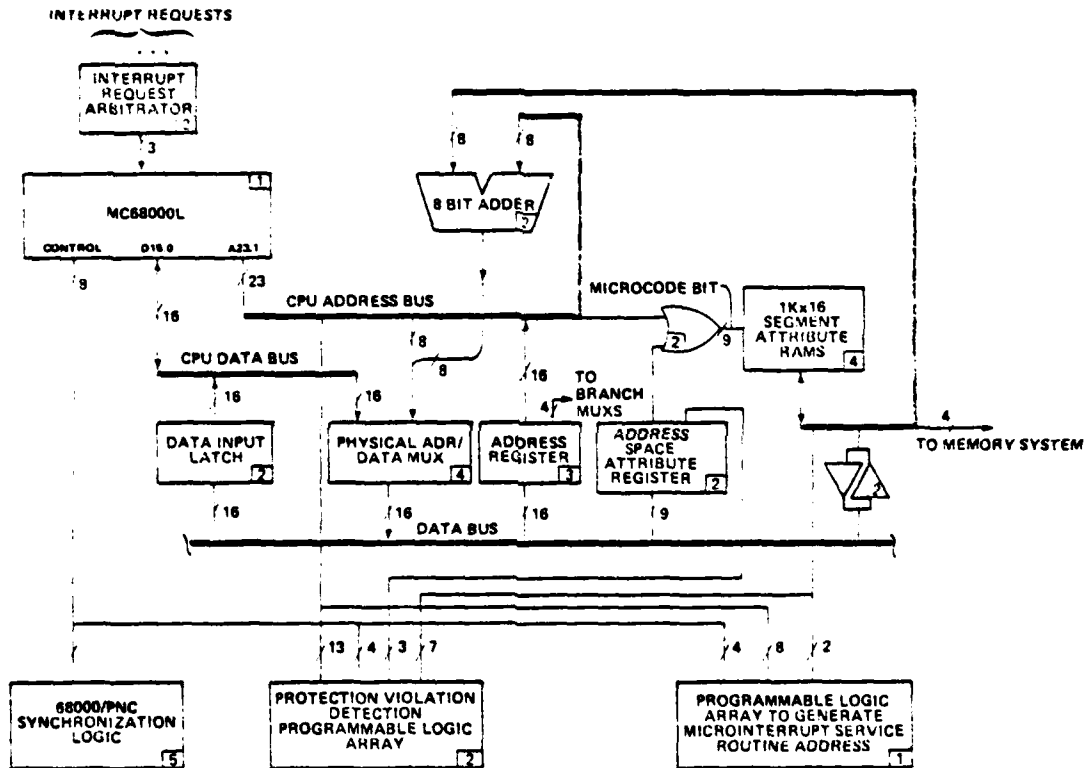 INTERRUPT REQUESTS
. . .
INTERRUPT
REQUEST
ARBITRATOR
3
8
8
1
MC68000L
CONTROL
D15.0
A23.1
8 BIT ADDER
2
9
23
16
CPU ADDRESS BUS
MICROCODE BIT
2
9
1Kx16
SEGMENT
ATTRIBUTE
RAMS
4
8
8
CPU DATA BUS
16
16
16
TO
BRANCH
MUXS
4
4
TO MEMORY SYSTEM
DATA INPUT
LATCH
2
PHYSICAL ADR/
DATA MUX
4
ADDRESS
REGISTER
3
ADDRESS
SPACE
ATTRIBUTE
REGISTER
2
2
16
16
16
9
DATA BUS
13
4
3
7
4
8
2
68000/PNC
SYNCHRONIZATION
LOGIC
5
PROTECTION VIOLATION
DETECTION
PROGRAMMABLE LOGIC
ARRAY
2
PROGRAMMABLE LOGIC
ARRAY TO GENERATE
MICROINTERRUPT SERVICE
ROUTINE ADDRESS
1